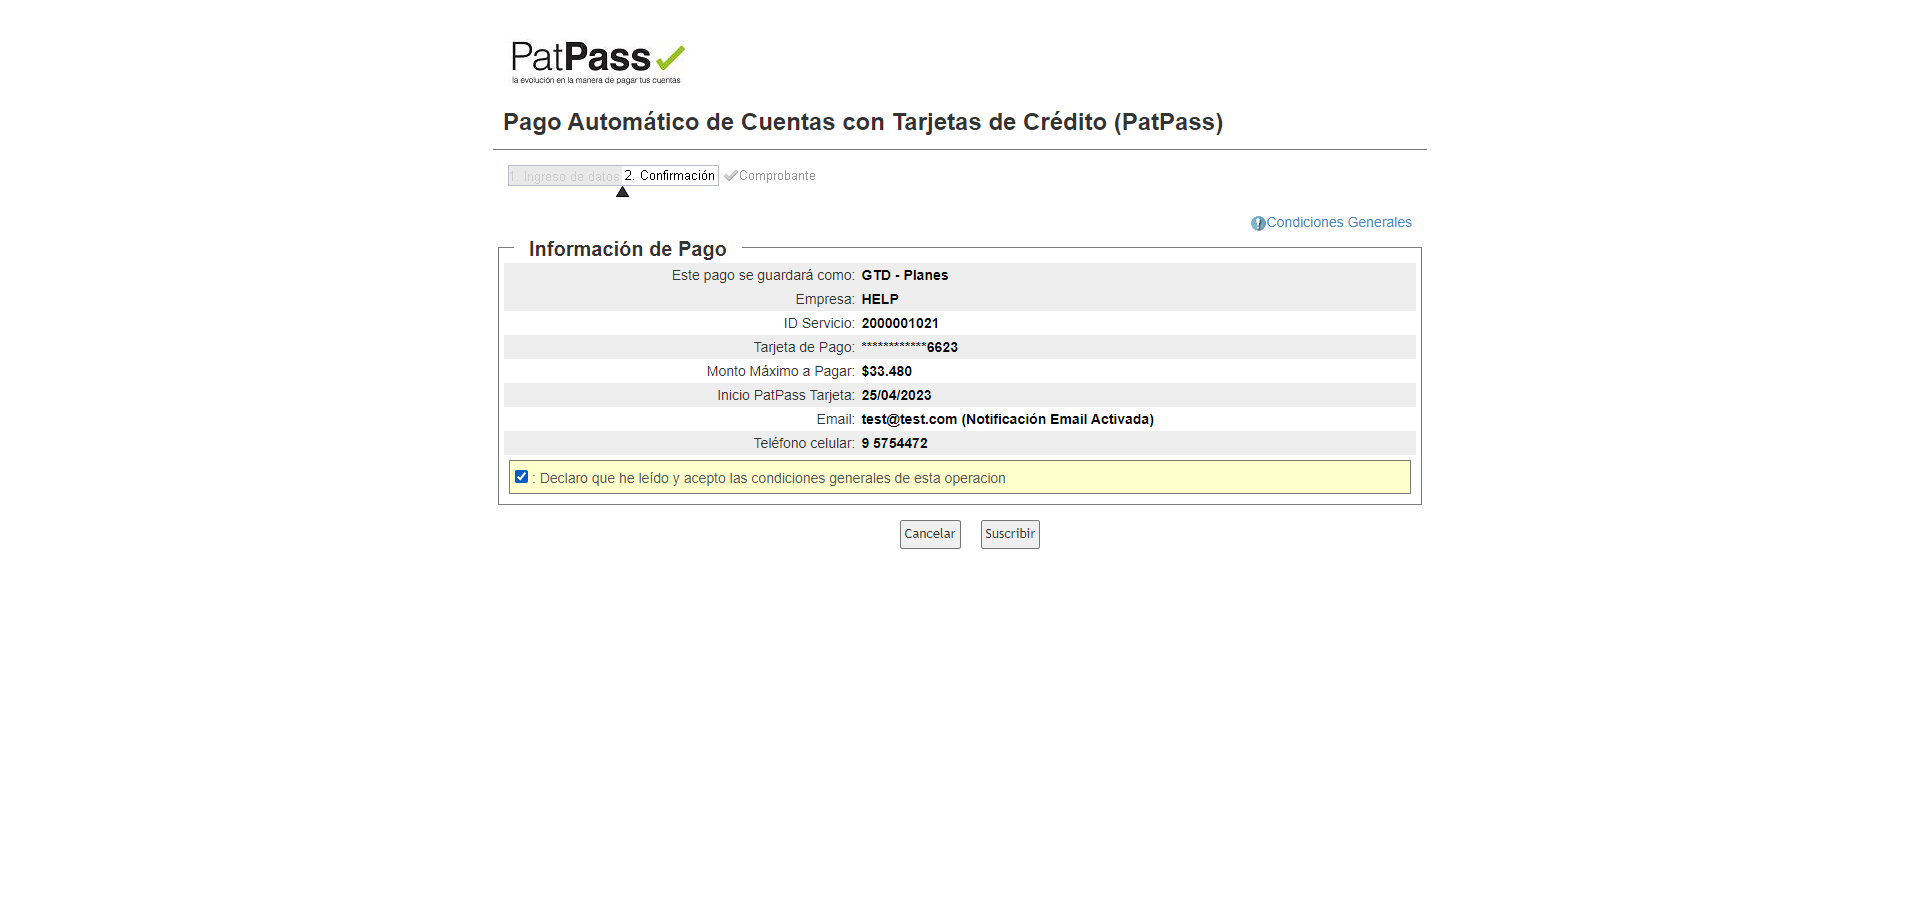 PatPass
la evolución en la manera de pagar tus cuentas
Pago Automático de Cuentas con Tarjetas de Crédito (PatPass)
1. Ingreso de datos 2. Confirmación Comprobante
Condiciones Generales
Información de Pago
Este pago se guardará como: GTD - Planes
Empresa: HELP
ID Servicio: 2000001021
Tarjeta de Pago: ************6623
Monto Máximo a Pagar: $33.480
Inicio PatPass Tarjeta: 25/04/2023
Email: test@test.com (Notificación Email Activada)
Teléfono celular: 9 5754472
: Declaro que he leído y acepto las condiciones generales de esta operacion
Cancelar Suscribir